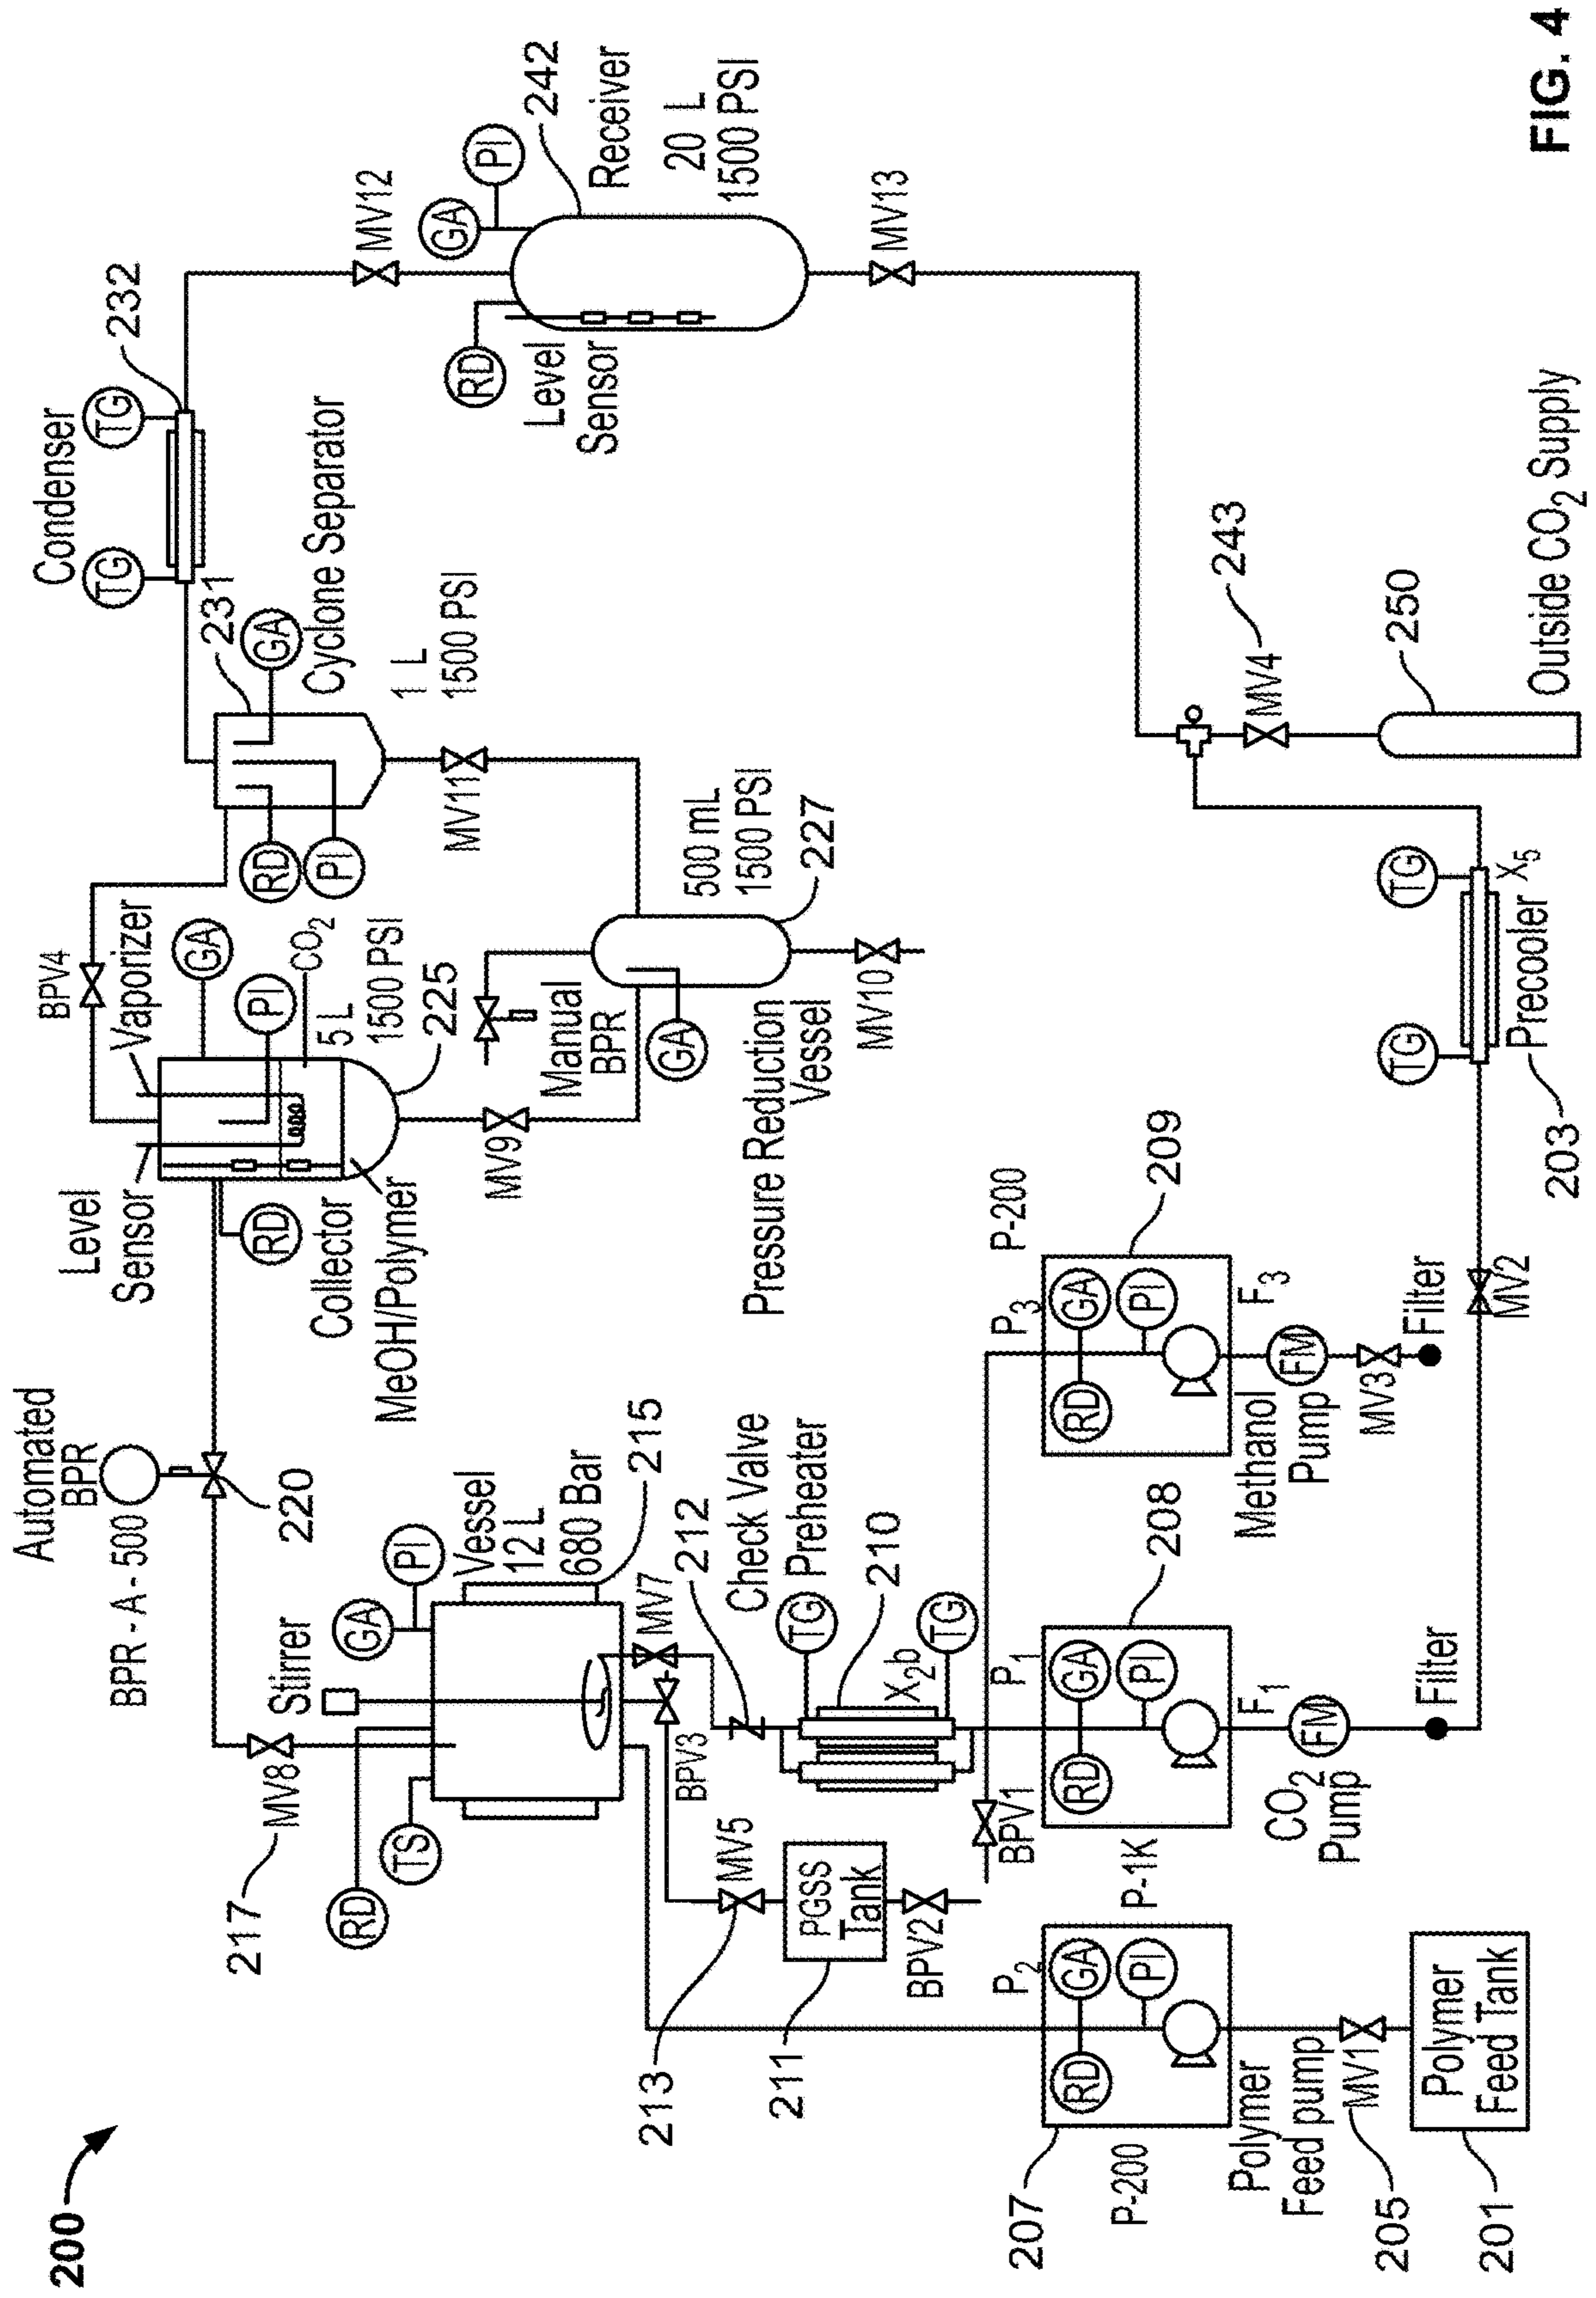 200
Automated
BPR
BPR - A - 500
220
Level
Sensor
Vaporizer
BPV4
GA
PI
CO2
5 L
1500 PSI
225
RD
Collector
MeOH/Polymer
MV9
Condenser
TG
TG
232
231
GA
Cyclone Separator
1 L
1500 PSI
RD
PI
MV11
MV12
GA
PI
242
Receiver
20 L
1500 PSI
RD
Level
Sensor
MV13
500 mL
1500 PSI
227
Manual
BPR
GA
Pressure Reduction
Vessel
MV10
217
MV8
Stirrer
GA
PI
Vessel
12 L
680 Bar
215
RD
TS
MV7
BPV3
212
Check Valve
213
MV5
211
PGSS
Tank
BPV2
TG
Preheater
210
X2b
TG
BPV1
P2
GA
RD
PI
207
P-200
Polymer
Feed pump
MV1
205
Polymer
Feed Tank
201
P1
GA
RD
PI
208
P-1K
F1
FM
CO2
Pump
Filter
P3
P-200
GA
RD
PI
209
F3
FM
Methanol
Pump
MV3
Filter
MV2
TG
TG
X5
Precooler
203
MV4
243
250
Outside CO2 Supply
FIG. 4